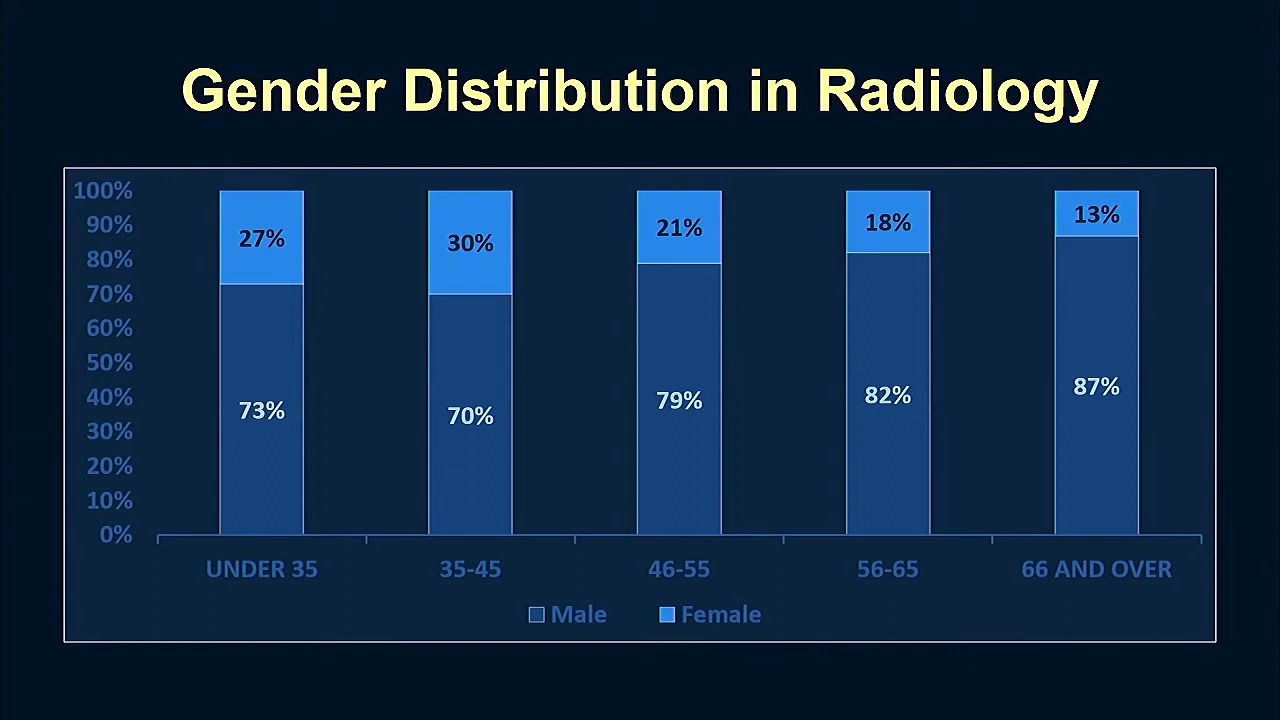 Gender Distribution in Radiology
100%
90%
80%
70%
60%
50%
40%
30%
20%
10%
0%
27% 30% 21% 18% 13%
73% 70% 79% 82% 87%
UNDER 35 35-45 46-55 56-65 66 AND OVER
Male Female